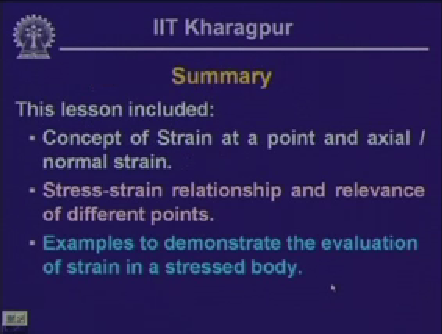 IIT Kharagpur
Summary
This lesson included:
▪ Concept of Strain at a point and axial /
normal strain.
▪ Stress-strain relationship and relevance
of different points.
▪ Examples to demonstrate the evaluation
of strain in a stressed body.